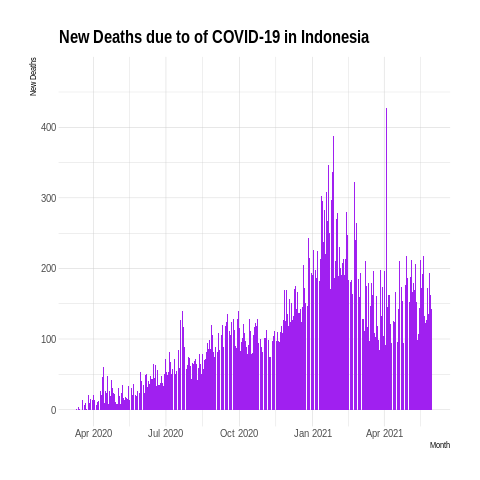 New Deaths due to of COVID-19 in Indonesia
New Deaths
400
300
200
100
0
Apr 2020 Jul 2020 Oct 2020 Jan 2021 Apr 2021
Month